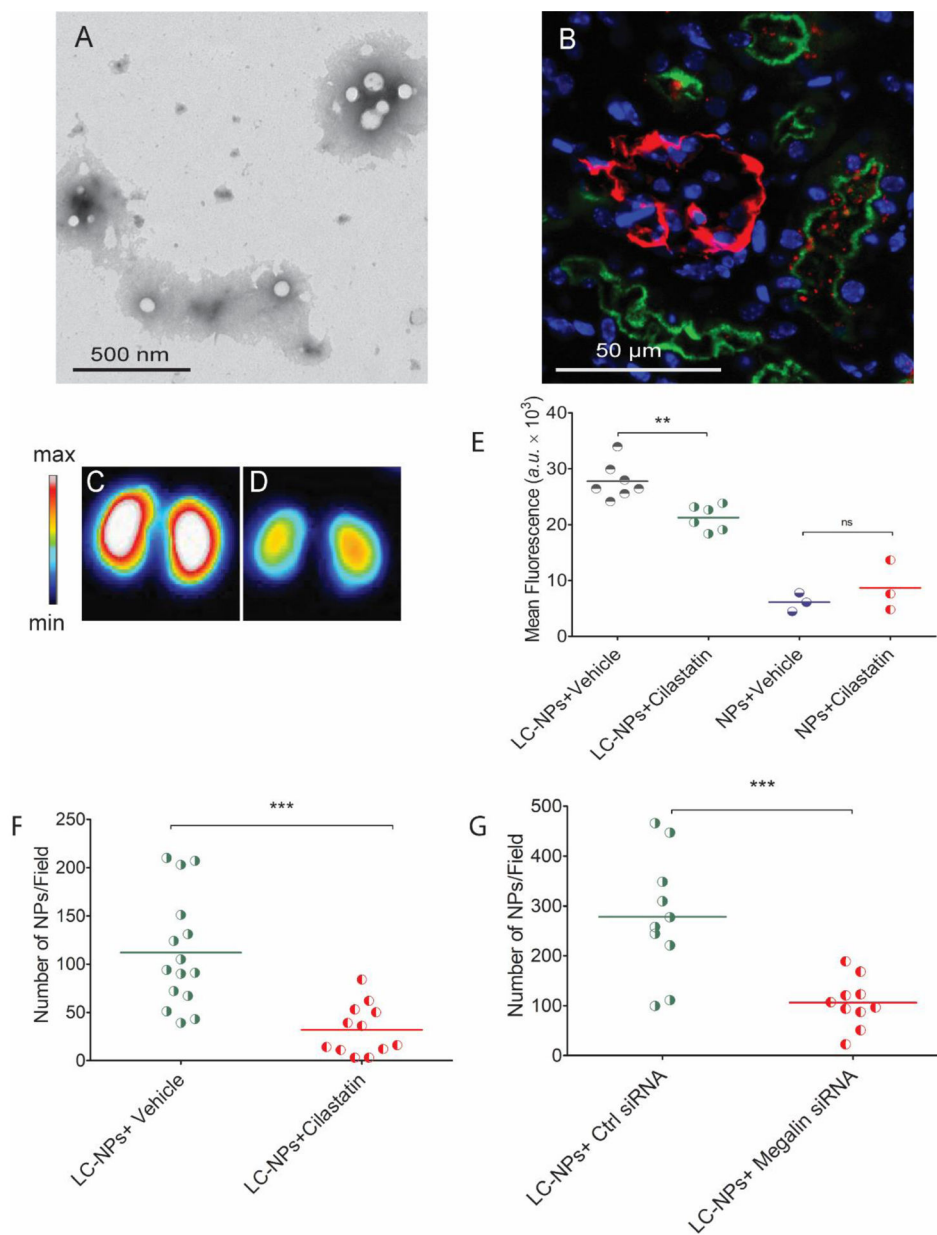 A
500 nm
B
50 µm
max
min
C
D
E
Mean Fluorescence (a.u. × 10³)
40
30
20
10
0
**
ns
LC-NPs+Vehicle
LC-NPs+Cilastatin
NPs+Vehicle
NPs+Cilastatin
F
Number of NPs/Field
250
200
150
100
50
0
***
LC-NPs+ Vehicle
LC-NPs+Cilastatin
G
Number of NPs/Field
500
400
300
200
100
0
***
LC-NPs+ Ctrl siRNA
LC-NPs+ Megalin siRNA